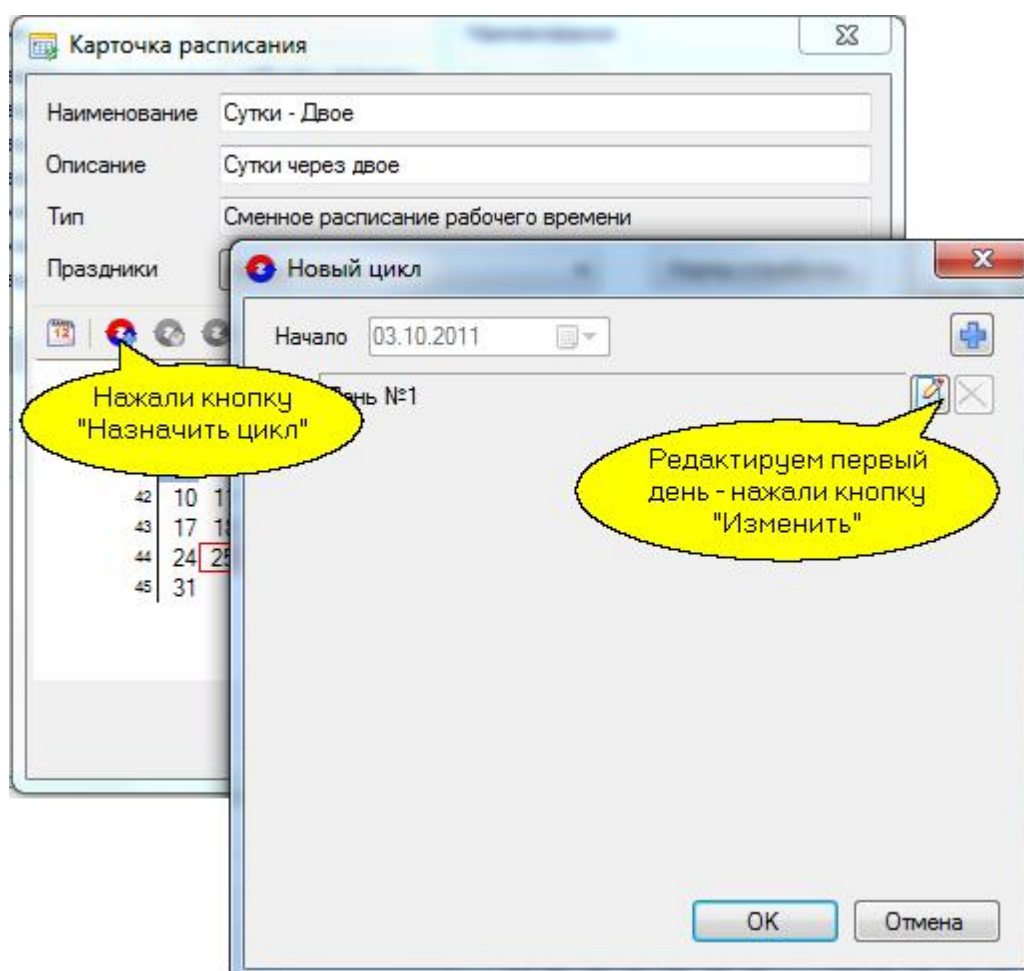 Карточка расписания
Наименование Сутки - Двое
Описание Сутки через двое
Тип Сменное расписание рабочего времени
Праздники
Новый цикл
Начало 03.10.2011
12
День №1
Нажали кнопку
"Назначить цикл"
Редактируем первый
день - нажали кнопку
"Изменить"
42 10
43 17
44 24 25
45 31
OK Отмена